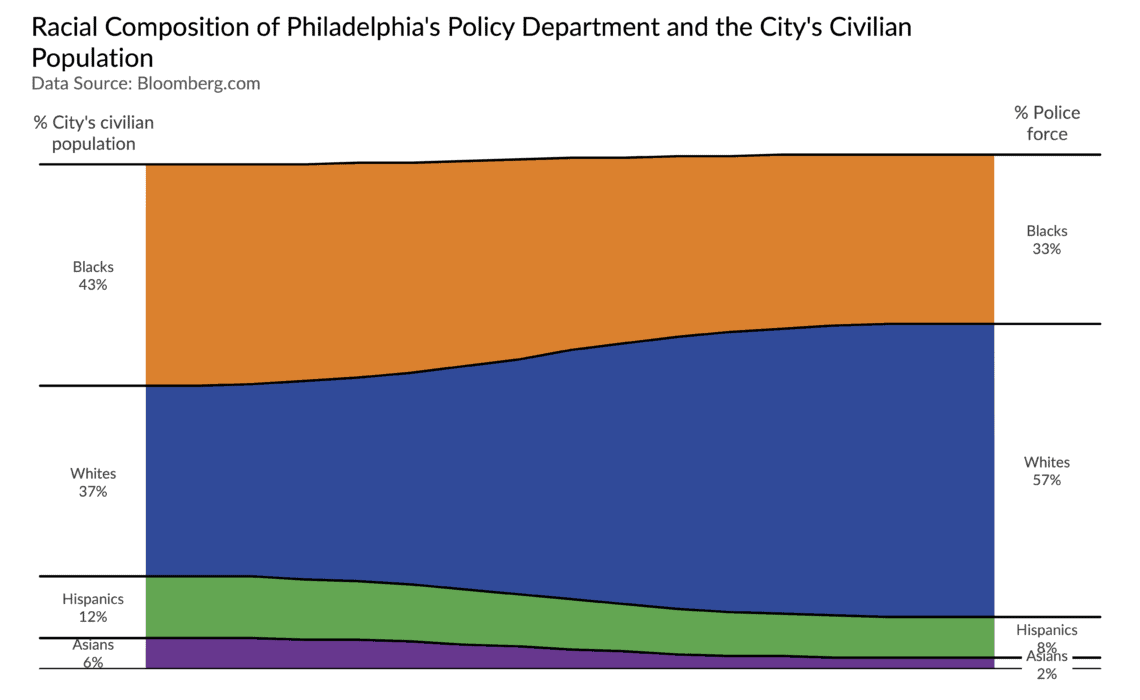 Racial Composition of Philadelphia's Policy Department and the City's Civilian
Population
Data Source: Bloomberg.com
% City's civilian
population
% Police
force
Blacks
43%
Whites
37%
Hispanics
12%
Asians
6%
Blacks
33%
Whites
57%
Hispanics
8%
Asians
2%